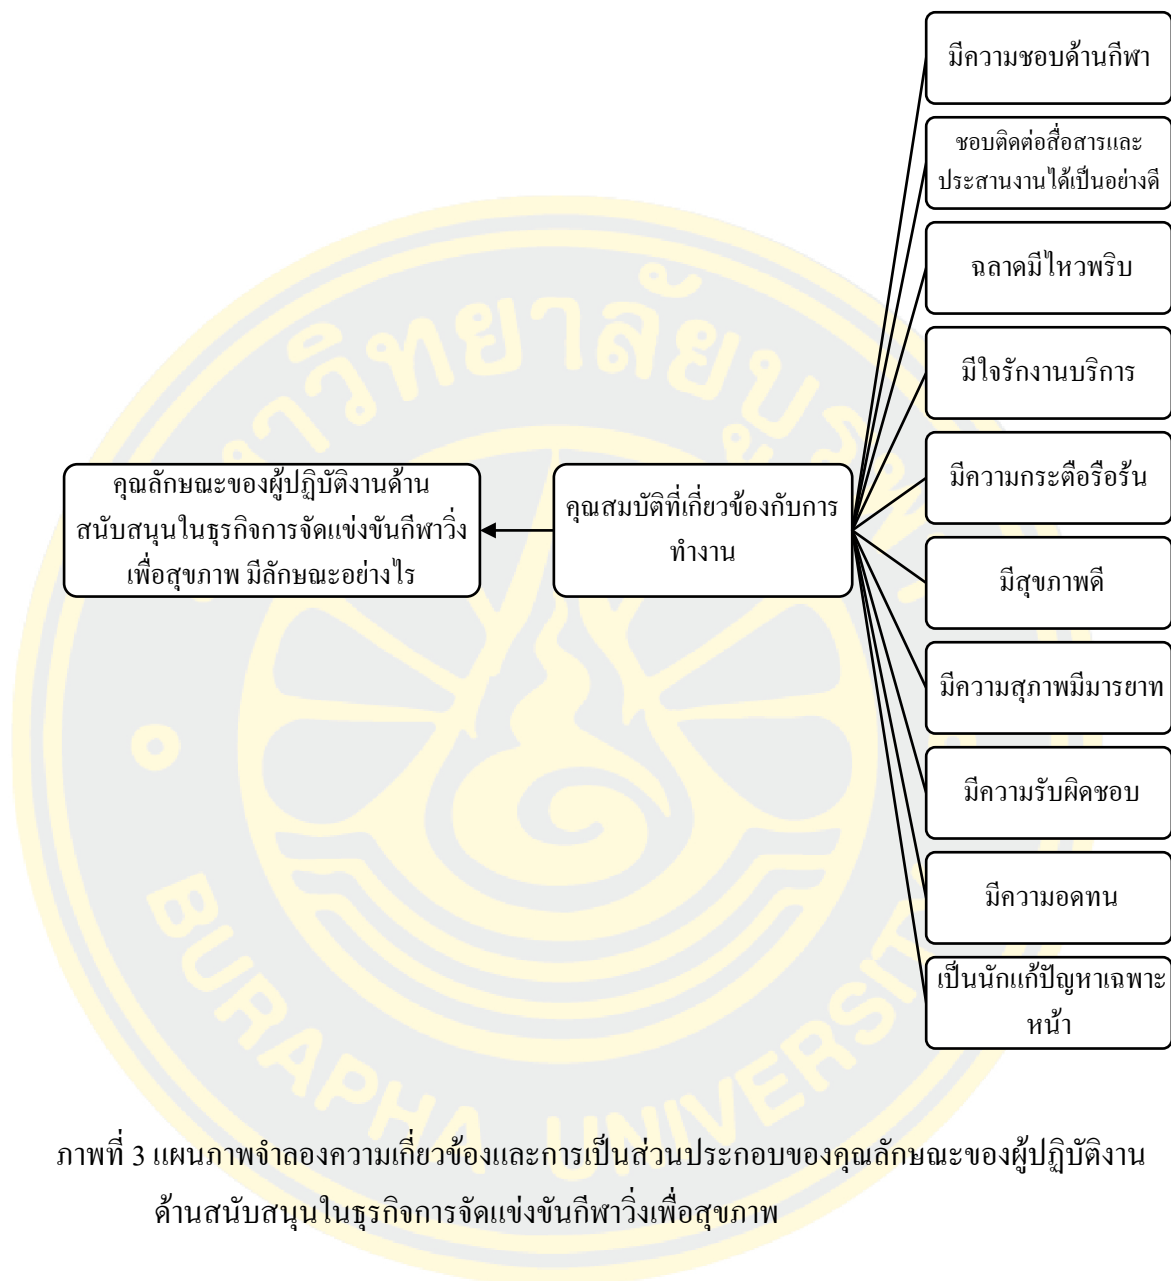 มีความชอบด้านกีฬา
ชอบติดต่อสื่อสารและ
ประสานงานได้เป็นอย่างดี
ฉลาดมีไหวพริบ
มีใจรักงานบริการ
มีความกระตือรือร้น
มีสุขภาพดี
มีความสุภาพมีมารยาท
มีความรับผิดชอบ
มีความอดทน
เป็นนักแก้ปัญหาเฉพาะ
หน้า
คุณสมบัติที่เกี่ยวข้องกับการ
ทำงาน
คุณลักษณะของผู้ปฏิบัติงานด้าน
สนับสนุนในธุรกิจการจัดแข่งขันกีฬาวิ่ง
เพื่อสุขภาพ มีลักษณะอย่างไร
BURAPHA UNIVERSIT
ภาพที่ 3 แผนภาพจำลองความเกี่ยวข้องและการเป็นส่วนประกอบของคุณลักษณะของผู้ปฏิบัติงาน
ด้านสนับสนุนในธุรกิจการจัดแข่งขันกีฬาวิ่งเพื่อสุขภาพ